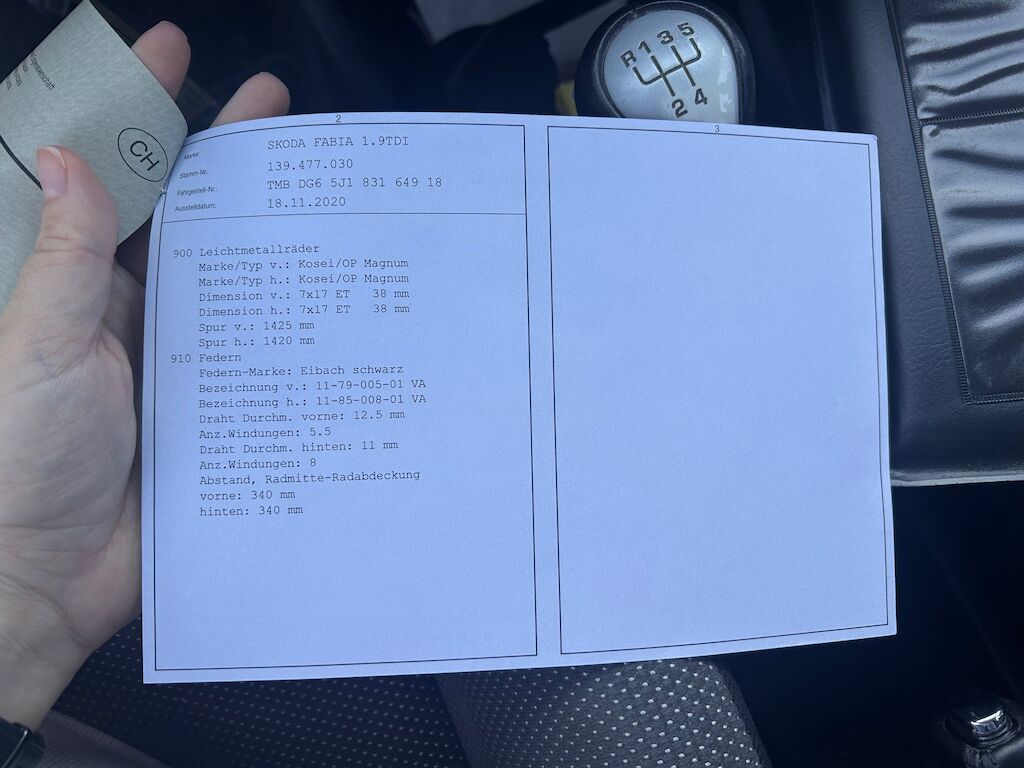 CH
R 1 3 5
2 4
2
Marke: SKODA FABIA 1.9TDI
Stamm-Nr.: 139.477.030
Fahrgestell-Nr.: TMB DG6 5J1 831 649 18
Ausstelldatum: 18.11.2020
900 Leichtmetallräder
Marke/Typ v.: Kosei/OP Magnum
Marke/Typ h.: Kosei/OP Magnum
Dimension v.: 7x17 ET 38 mm
Dimension h.: 7x17 ET 38 mm
Spur v.: 1425 mm
Spur h.: 1420 mm
910 Federn
Federn-Marke: Eibach schwarz
Bezeichnung v.: 11-79-005-01 VA
Bezeichnung h.: 11-85-008-01 VA
Draht Durchm. vorne: 12.5 mm
Anz.Windungen: 5.5
Draht Durchm. hinten: 11 mm
Anz.Windungen: 8
Abstand, Radmitte-Radabdeckung
vorne: 340 mm
hinten: 340 mm
3